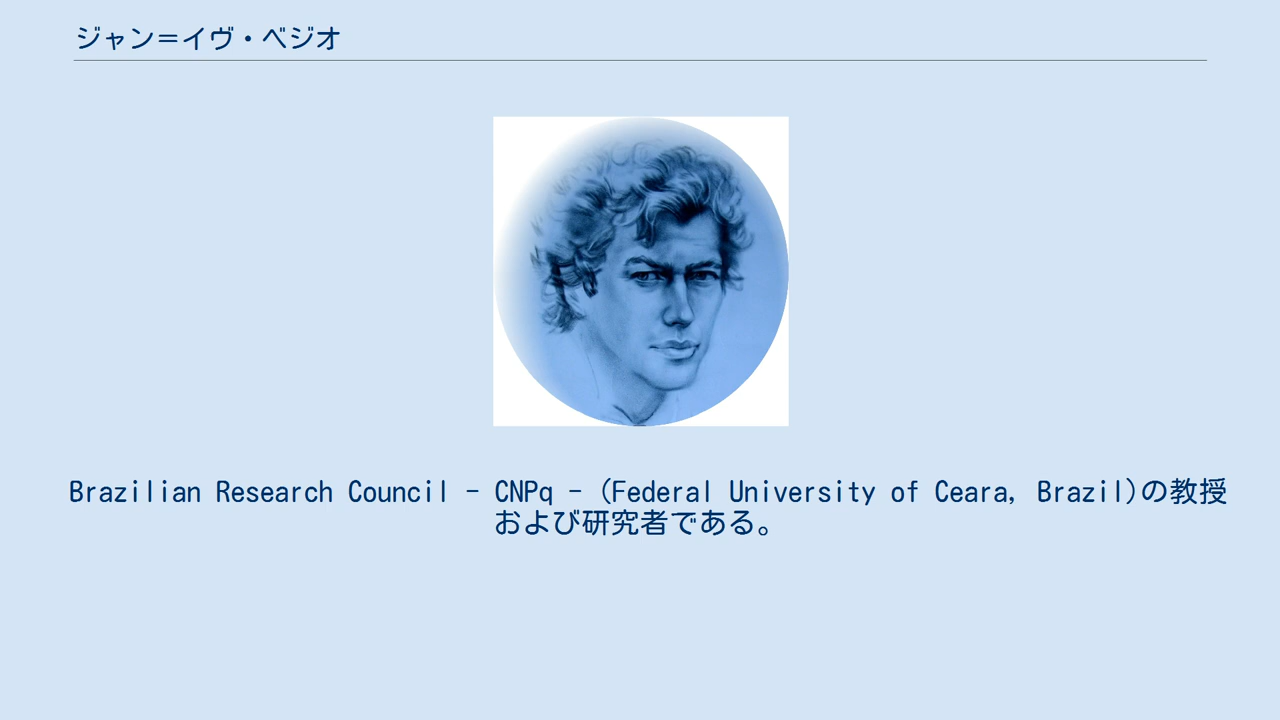 ジャン＝イヴ・ベジオ
Brazilian Research Council - CNPq - (Federal University of Ceara, Brazil)の教授
および研究者である。